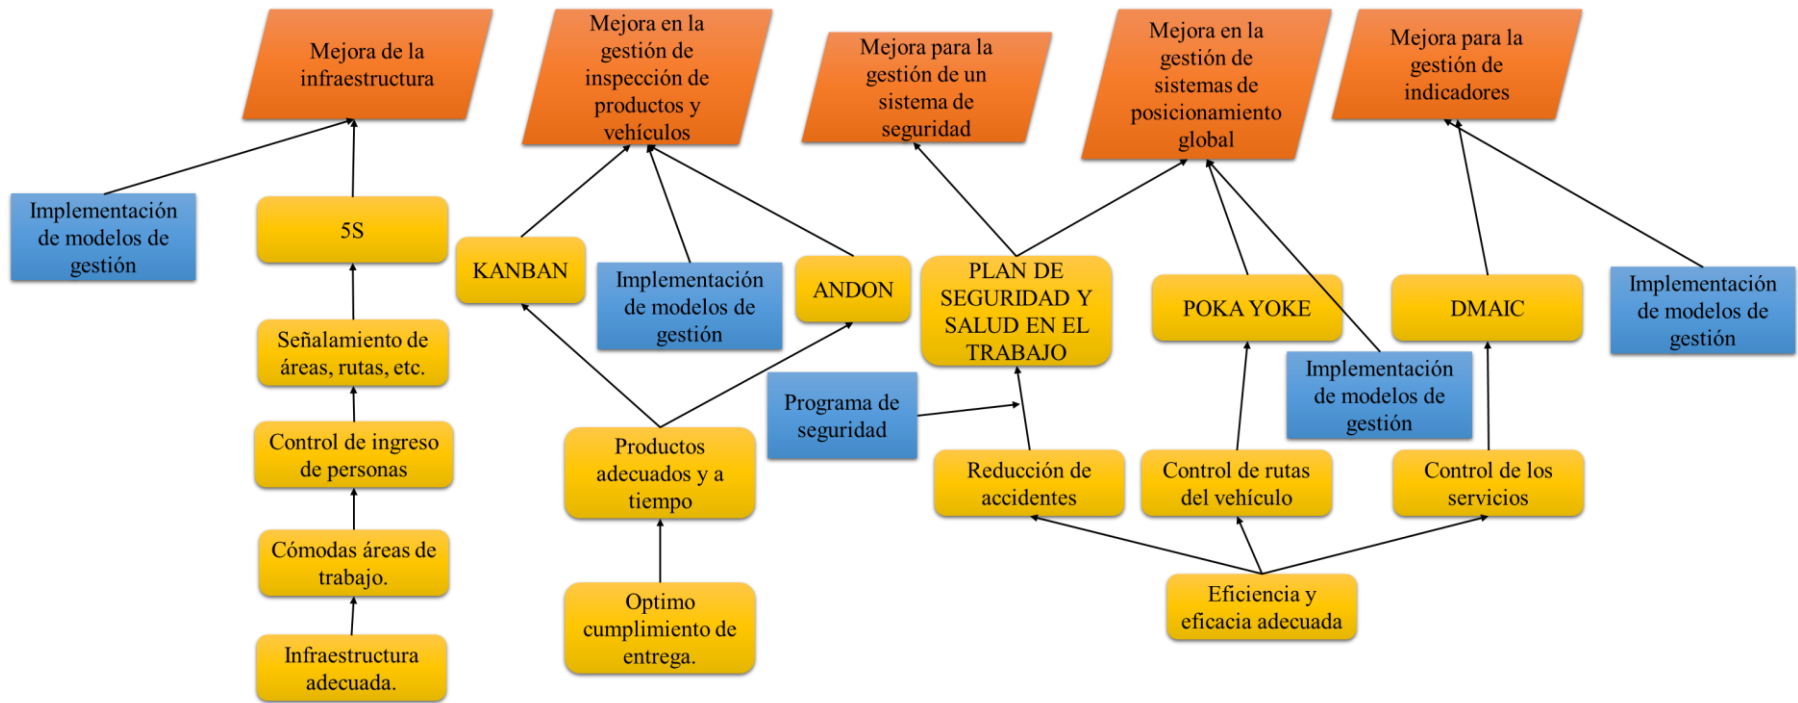 Mejora de la
infraestructura
Mejora en la
gestión de
inspección de
productos y
vehículos
Mejora para la
gestión de un
sistema de
seguridad
Mejora en la
gestión de
sistemas de
posicionamiento
global
Mejora para la
gestión de
indicadores
Implementación
de modelos de
gestión
5S
KANBAN
Implementación
de modelos de
gestión
ANDON
PLAN DE
SEGURIDAD Y
SALUD EN EL
TRABAJO
POKA YOKE
DMAIC
Implementación
de modelos de
gestión
Señalamiento de
áreas, rutas, etc.
Programa de
seguridad
Implementación
de modelos de
gestión
Control de ingreso
de personas
Productos
adecuados y a
tiempo
Reducción de
accidentes
Control de rutas
del vehículo
Control de los
servicios
Cómodas áreas de
trabajo.
Optimo
cumplimiento de
entrega.
Eficiencia y
eficacia adecuada
Infraestructura
adecuada.